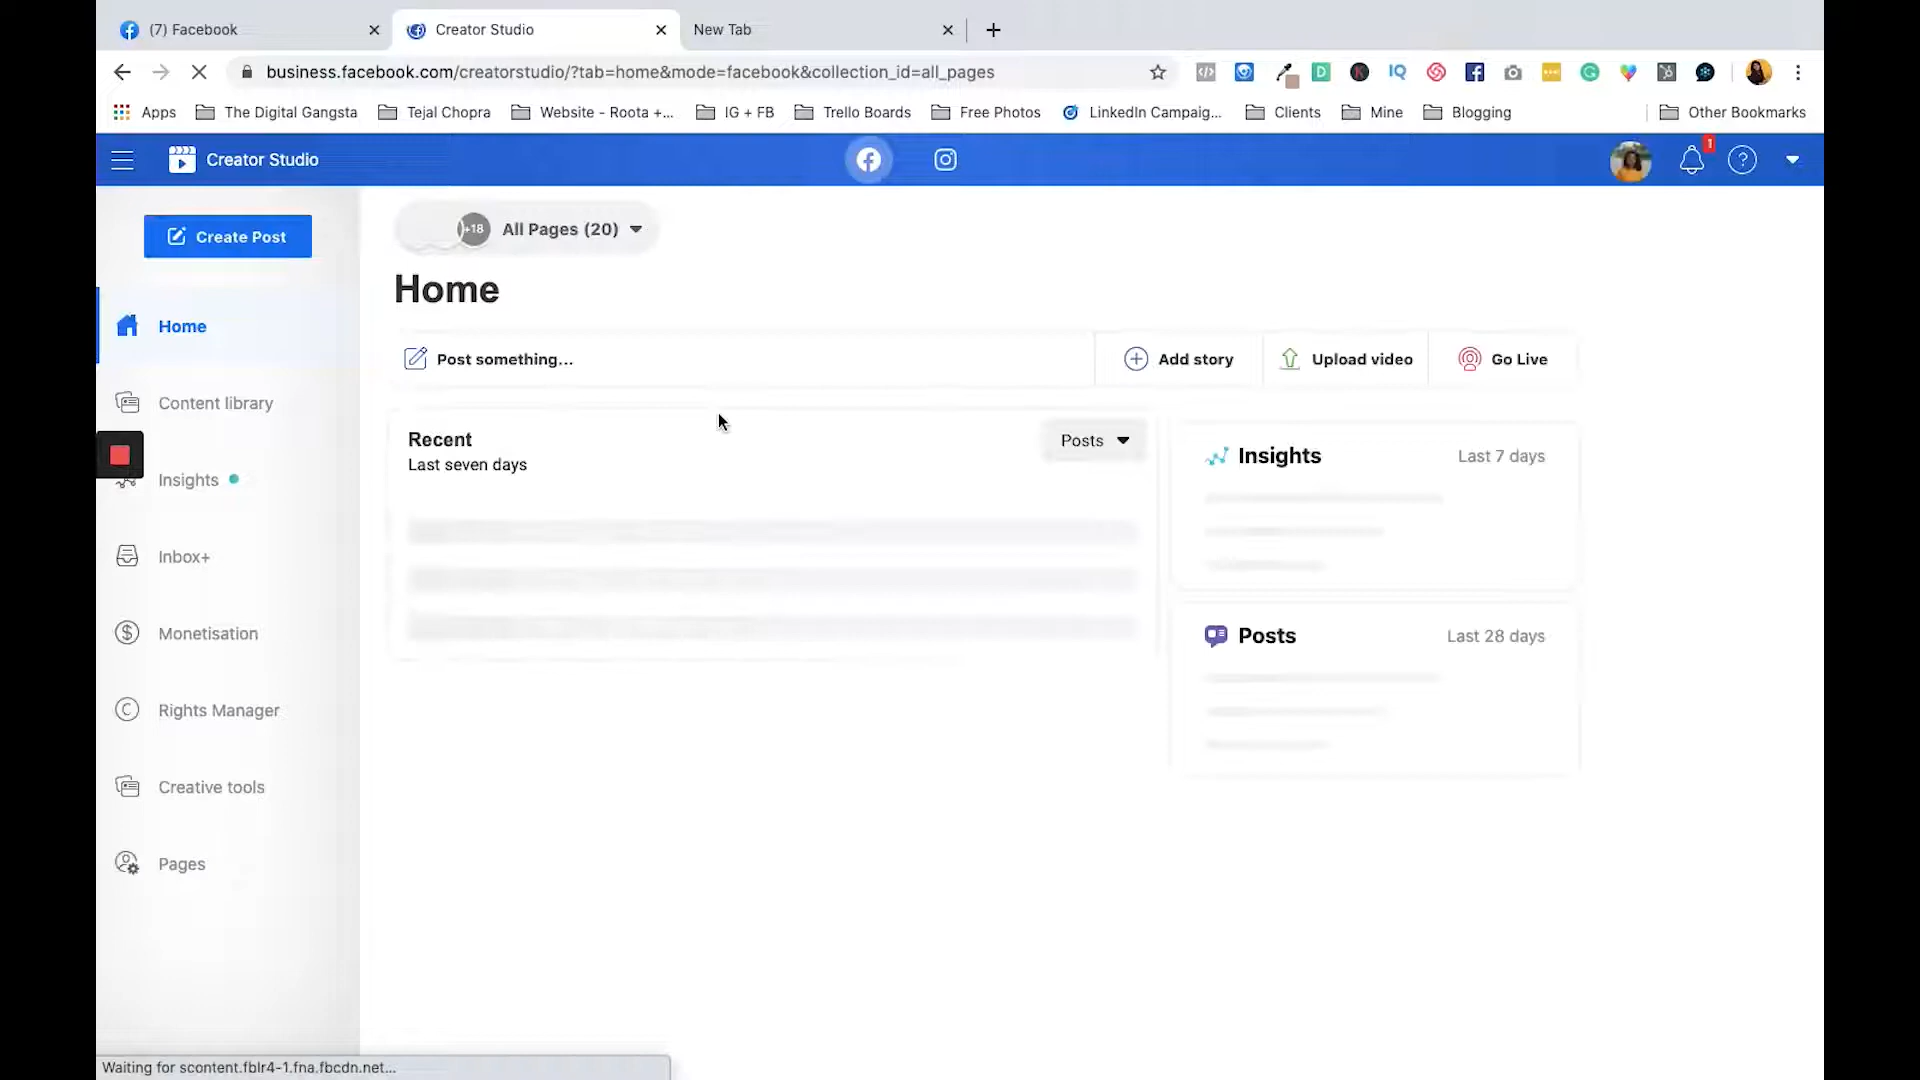 (7) Facebook
Creator Studio
New Tab
business.facebook.com/creatorstudio/?tab=home&mode=facebook&collection_id=all_pages
IQ
Apps
The Digital Gangsta
Tejal Chopra
Website - Roota +...
IG + FB
Trello Boards
Free Photos
LinkedIn Campaig...
Clients
Mine
Blogging
Other Bookmarks
Creator Studio
1
Create Post
+18
All Pages (20)
Home
Home
Post something...
Add story
Upload video
Go Live
Content library
Recent
Last seven days
Posts
Insights
Last 7 days
Insights
Inbox+
Posts
Last 28 days
Monetisation
Rights Manager
Creative tools
Pages
Waiting for scontent.fblr4-1.fna.fbcdn.net...